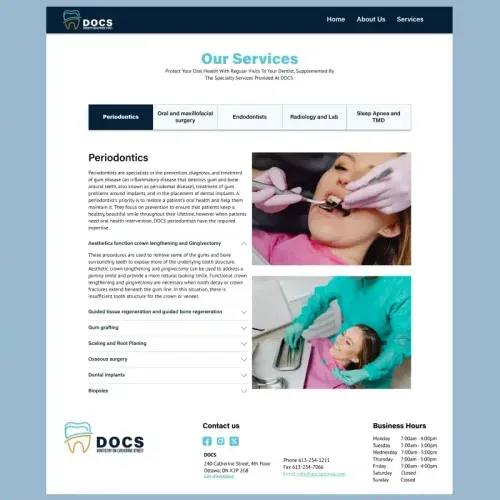 DOCS
Home
About Us
Services
Our Services
Protect Your Oral Health With Regular Visits To Your Dentist, Supplemented By
The Specialty Services Provided At DOCS
Periodontics
Oral and maxillofacial
surgery
Endodontists
Radiology and Lab
Sleep Apnea and
TMD
Periodontics
Periodontists are specialists in the prevention, diagnosis, and treatment
of gum disease (an inflammatory disease that destroys gum and bone
around teeth, also known as periodontal disease), treatment of gum
problems around implants, and in the placement of dental implants. A
periodontist's priority is to restore a patient's oral health and help them
maintain it. They focus on prevention to ensure that patients keep a
healthy, beautiful smile throughout their lifetime, however when patients
need oral health intervention, DOCS periodontists have the required
expertise.
Aesthetics function crown lengthening and Gingivectomy
These procedures are used to remove some of the gums and bone
surrounding teeth to expose more of the underlying tooth structure.
Aesthetic crown lengthening and gingivectomy can be used to address a
gummy smile and provide a more natural looking smile. Functional crown
lengthening and gingivectomy are necessary when tooth decay or crown
fractures extend beneath the gum line. In this situation, there is
insufficient tooth structure for the crown or veneer.
Guided tissue regeneration and guided bone regeneration
Gum grafting
Scaling and Root Planing
Osseous surgery
Dental implants
Biopsies
DOCS
DENTISTRY ON CATHERINE STREET
Contact us
DOCS
240 Catherine Street, 4th Floor
Ottawa, ON K2P 2G8
Get directions
Phone 613-234-1211
Fax 613-234-7066
Business Hours
Monday 7:00am - 4:00pm
Tuesday 7:00am - 5:00pm
Wednesday 7:00am - 5:00pm
Thursday 7:00am - 5:00pm
Friday 7:00am - 4:00pm
Saturday Closed
Sunday Closed